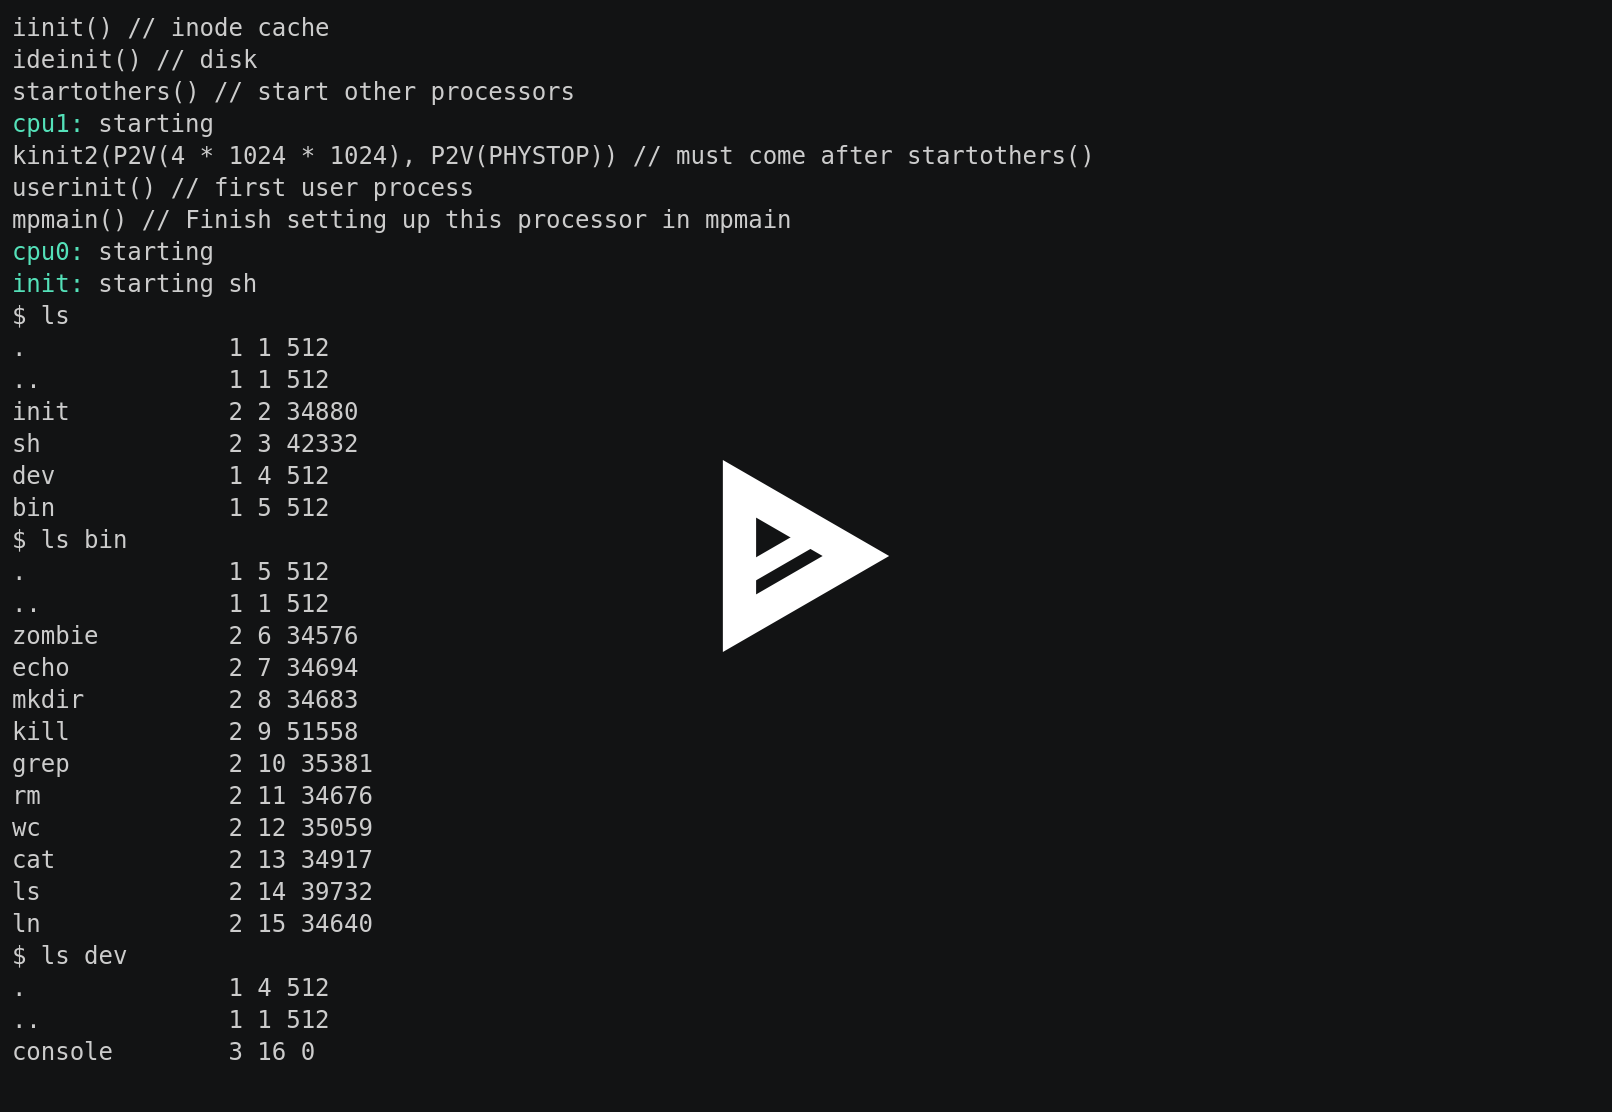 iinit() // inode cache
ideinit() // disk
startothers() // start other processors
cpu1: starting
kinit2(P2V(4 * 1024 * 1024), P2V(PHYSTOP)) // must come after startothers()
userinit() // first user process
mpmain() // Finish setting up this processor in mpmain
cpu0: starting
init: starting sh
$ ls
.               1 1 512
..              1 1 512
init           2 2 34880
sh             2 3 42332
dev            1 4 512
bin            1 5 512
$ ls bin
.               1 5 512
..              1 1 512
zombie         2 6 34576
echo           2 7 34694
mkdir          2 8 34683
kill           2 9 51558
grep           2 10 35381
rm             2 11 34676
wc             2 12 35059
cat            2 13 34917
ls             2 14 39732
ln             2 15 34640
$ ls dev
.               1 4 512
..              1 1 512
console        3 16 0